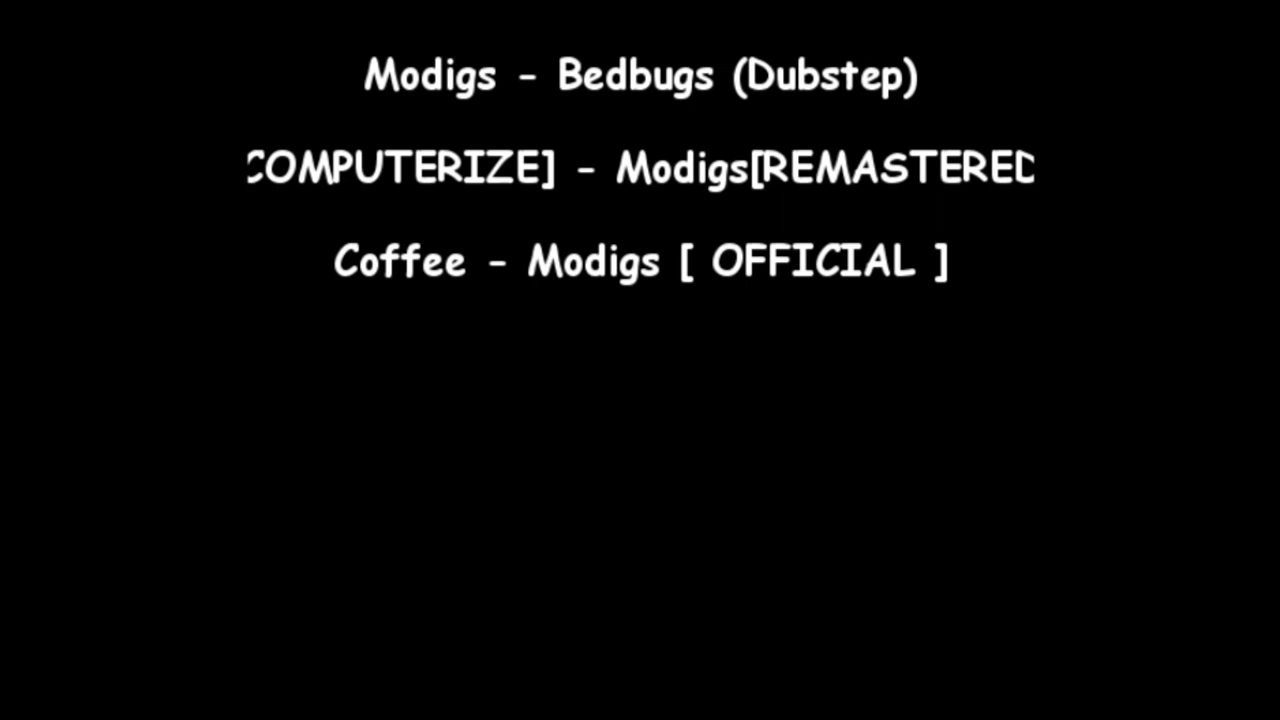 Modigs - Bedbugs (Dubstep)
COMPUTERIZE] - Modigs[REMASTERED
Coffee - Modigs [ OFFICIAL ]